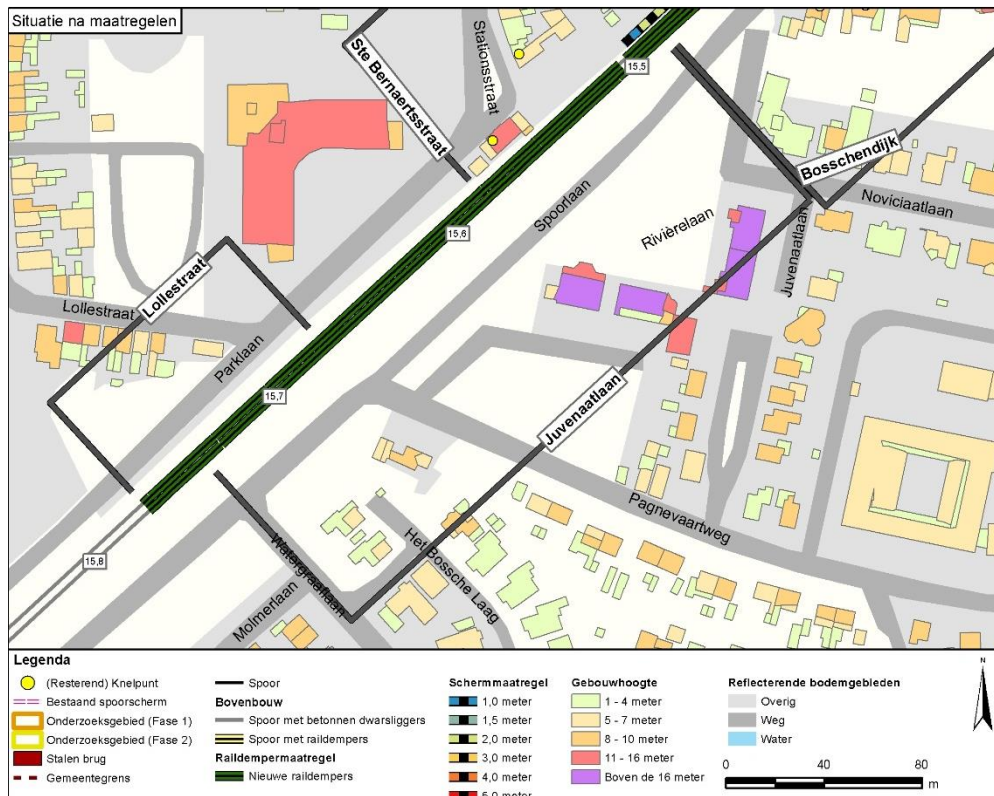 Situatie na maatregelen
Ste Bernaertsstraat
Stationsstraat
15,5
Bosschendijk
Noviciaatlaan
Spoorlaan
Rivièrelaan
Juvenaatlaan
15,6
Lollestraat
Lollestraat
Parklaan
15,7
Juvenaatlaan
Pagnevaartweg
15,8
Watergraaflaan
Het Bossche Laag
Molmerlaan
Legenda
(Resterend) Knelpunt
Bestaand spoorscherm
Onderzoeksgebied (Fase 1)
Onderzoeksgebied (Fase 2)
Stalen brug
Gemeentegrens
Spoor
Bovenbouw
Spoor met betonnen dwarsliggers
Spoor met raildempers
Raildempermaatregel
Nieuwe raildempers
Schermmaatregel
1,0 meter
1,5 meter
2,0 meter
3,0 meter
4,0 meter
5,0 meter
Gebouwhoogte
1 - 4 meter
5 - 7 meter
8 - 10 meter
11 - 16 meter
Boven de 16 meter
Reflecterende bodemgebieden
Overig
Weg
Water
N
0 40 80
m